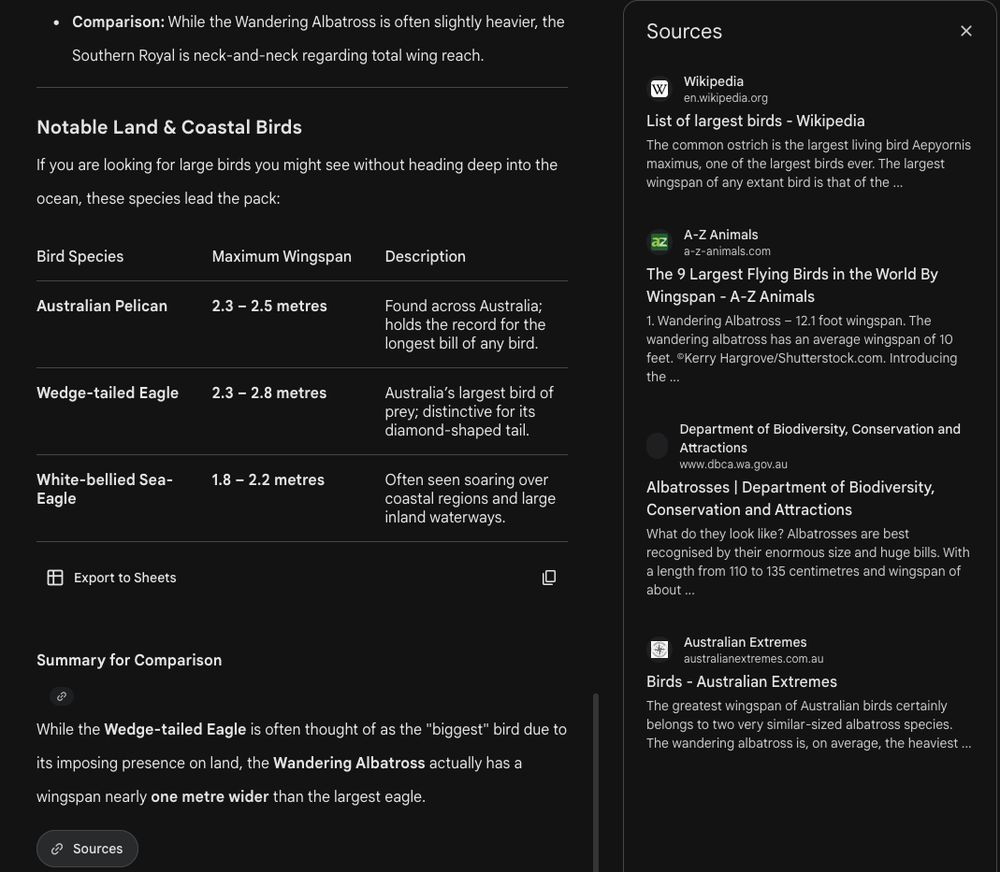 • Comparison: While the Wandering Albatross is often slightly heavier, the
Southern Royal is neck-and-neck regarding total wing reach.
Notable Land & Coastal Birds
If you are looking for large birds you might see without heading deep into the
ocean, these species lead the pack:
Bird Species Maximum Wingspan Description
Australian Pelican 2.3 – 2.5 metres Found across Australia;
holds the record for the
longest bill of any bird.
Wedge-tailed Eagle 2.3 – 2.8 metres Australia’s largest bird of
prey; distinctive for its
diamond-shaped tail.
White-bellied Sea- 1.8 – 2.2 metres Often seen soaring over
Eagle coastal regions and large
inland waterways.
Export to Sheets
Summary for Comparison
While the Wedge-tailed Eagle is often thought of as the "biggest" bird due to
its imposing presence on land, the Wandering Albatross actually has a
wingspan nearly one metre wider than the largest eagle.
Sources
Sources
W Wikipedia
en.wikipedia.org
List of largest birds - Wikipedia
The common ostrich is the largest living bird Aepyornis
maximus, one of the largest birds ever. The largest
wingspan of any extant bird is that of the ...
az A-Z Animals
a-z-animals.com
The 9 Largest Flying Birds in the World By
Wingspan - A-Z Animals
1. Wandering Albatross – 12.1 foot wingspan. The
wandering albatross has an average wingspan of 10
feet. ©Kerry Hargrove/Shutterstock.com. Introducing
the ...
Department of Biodiversity, Conservation and
Attractions
www.dbca.wa.gov.au
Albatrosses | Department of Biodiversity,
Conservation and Attractions
What do they look like? Albatrosses are best
recognised by their enormous size and huge bills. With
a length from 110 to 135 centimetres and wingspan of
about ...
Australian Extremes
australianextremes.com.au
Birds - Australian Extremes
The greatest wingspan of Australian birds certainly
belongs to two very similar-sized albatross species.
The wandering albatross is, on average, the heaviest ...